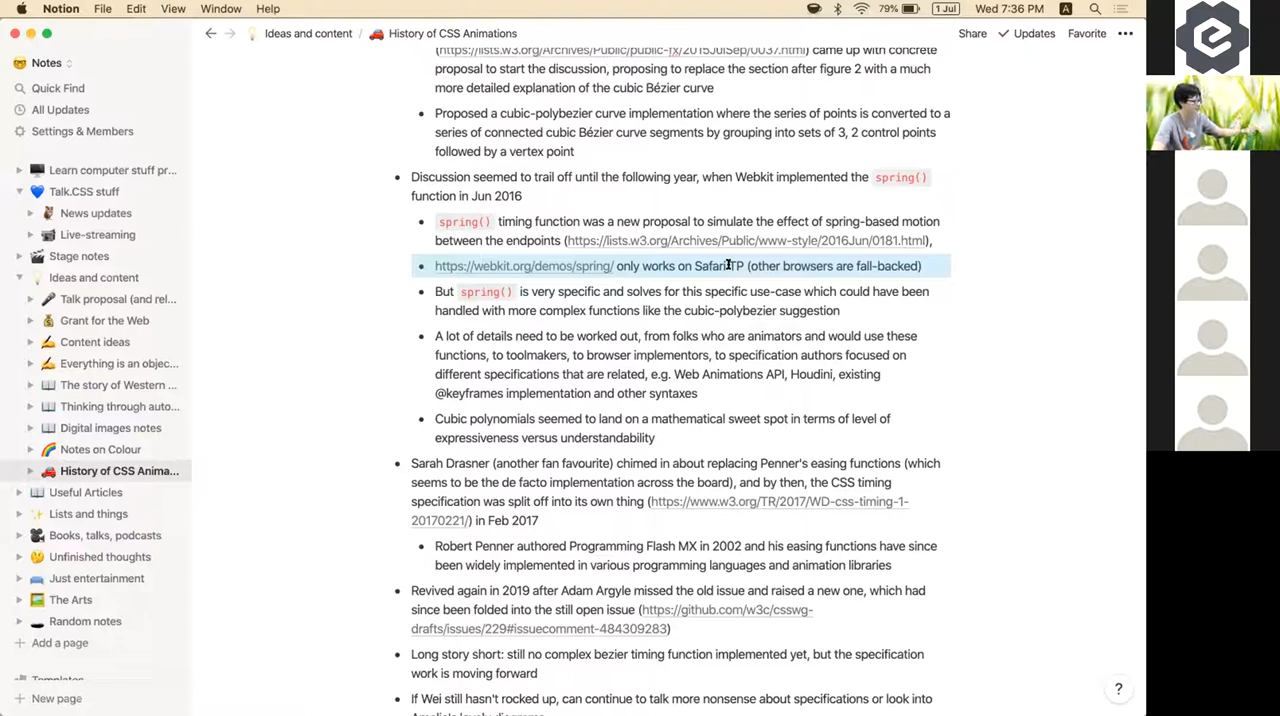 Notion File Edit View Window Help 79% 1 Jul Wed 7:36 PM A
Ideas and content / History of CSS Animations Share Updates Favorite
Notes
Quick Find
All Updates
Settings & Members
Learn computer stuff pr...
Talk.CSS stuff
News updates
Live-streaming
Stage notes
Ideas and content
Talk proposal (and rel...
Grant for the Web
Content ideas
Everything is an objec...
The story of Western ...
Thinking through auto...
Digital images notes
Notes on Colour
History of CSS Anima...
Useful Articles
Lists and things
Books, talks, podcasts
Unfinished thoughts
Just entertainment
The Arts
Random notes
Add a page
Templates
New page
(https://lists.w3.org/Archives/Public/public-fx/2015JulSep/0037.html) came up with concrete
proposal to start the discussion, proposing to replace the section after figure 2 with a much
more detailed explanation of the cubic Bézier curve
Proposed a cubic-polybezier curve implementation where the series of points is converted to a
series of connected cubic Bézier curve segments by grouping into sets of 3, 2 control points
followed by a vertex point
Discussion seemed to trail off until the following year, when Webkit implemented the spring()
function in Jun 2016
spring() timing function was a new proposal to simulate the effect of spring-based motion
between the endpoints (https://lists.w3.org/Archives/Public/www-style/2016Jun/0181.html),
https://webkit.org/demos/spring/ only works on Safari TP (other browsers are fall-backed)
But spring() is very specific and solves for this specific use-case which could have been
handled with more complex functions like the cubic-polybezier suggestion
A lot of details need to be worked out, from folks who are animators and would use these
functions, to toolmakers, to browser implementors, to specification authors focused on
different specifications that are related, e.g. Web Animations API, Houdini, existing
@keyframes implementation and other syntaxes
Cubic polynomials seemed to land on a mathematical sweet spot in terms of level of
expressiveness versus understandability
Sarah Drasner (another fan favourite) chimed in about replacing Penner's easing functions (which
seems to be the de facto implementation across the board), and by then, the CSS timing
specification was split off into its own thing (https://www.w3.org/TR/2017/WD-css-timing-1-
20170221/) in Feb 2017
Robert Penner authored Programming Flash MX in 2002 and his easing functions have since
been widely implemented in various programming languages and animation libraries
Revived again in 2019 after Adam Argyle missed the old issue and raised a new one, which had
since been folded into the still open issue (https://github.com/w3c/csswg-
drafts/issues/229#issuecomment-484309283)
Long story short: still no complex bezier timing function implemented yet, but the specification
work is moving forward
If Wei still hasn't rocked up, can continue to talk more nonsense about specifications or look into
Amelia's lovely diagrams
?